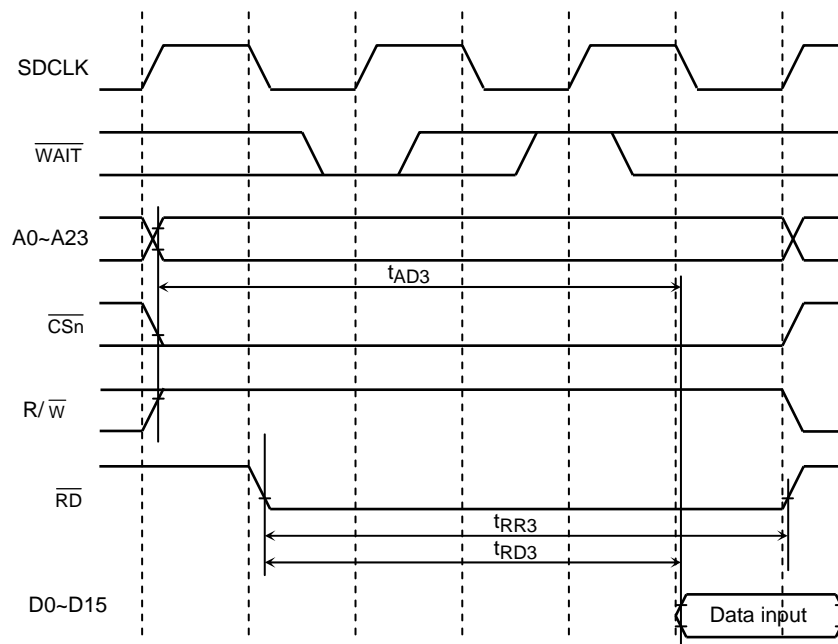 SDCLK
WAIT
A0~A23
tAD3
CSn
R/ W
RD
tRR3
tRD3
D0~D15
Data input